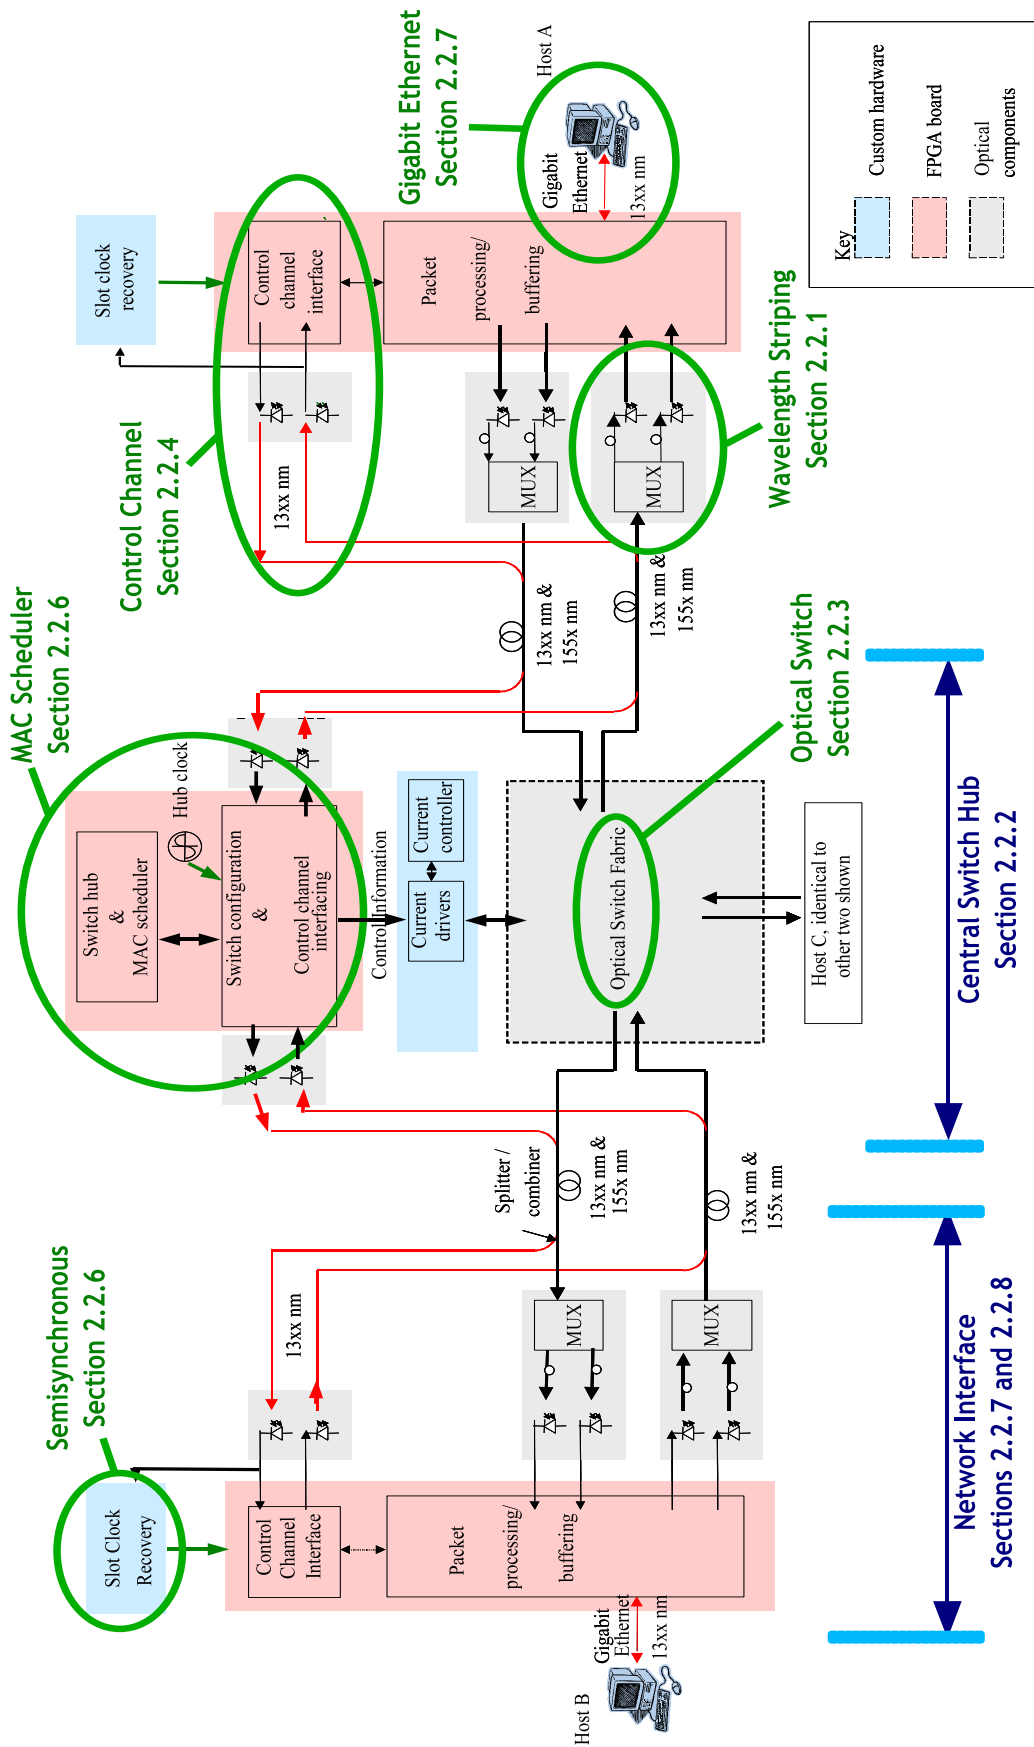 Semisynchronous
Section 2.2.6
MAC Scheduler
Section 2.2.6
Control Channel
Section 2.2.4
Gigabit Ethernet
Section 2.2.7
Slot Clock
Recovery
Switch hub
&
MAC scheduler
Hub clock
Slot clock
recovery
Control
Channel
Interface
13xx nm
Switch configuration
&
Control channel
interfacing
13xx nm
Control
channel
interface
Control Information
Current
drivers
Current
controller
Packet
processing/
buffering
Splitter /
combiner
MUX
13xx nm &
155x nm
Optical Switch Fabric
13xx nm &
155x nm
MUX
Packet
processing/
buffering
Gigabit
Ethernet
13xx nm
Host A
Host B
Gigabit
Ethernet
13xx nm
MUX
13xx nm &
155x nm
13xx nm &
155x nm
MUX
Wavelength Striping
Section 2.2.1
Optical Switch
Section 2.2.3
Host C, identical to
other two shown
Key
Custom hardware
FPGA board
Optical
components
Network Interface
Sections 2.2.7 and 2.2.8
Central Switch Hub
Section 2.2.2